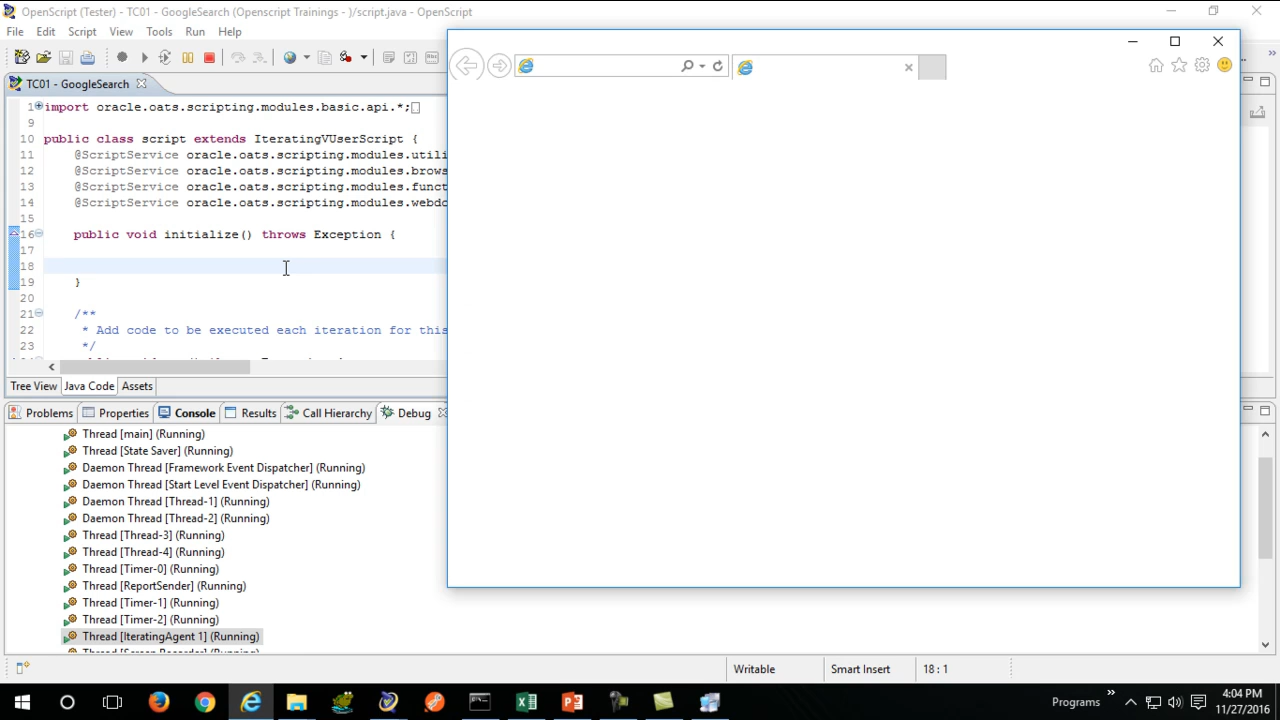 OpenScript (Tester) - TC01 - GoogleSearch (Openscript Trainings - )/script.java - OpenScript
File Edit Script View Tools Run Help
TC01 - GoogleSearch
1 import oracle.oats.scripting.modules.basic.api.*;
9
10 public class script extends IteratingVUserScript {
11 @ScriptService oracle.oats.scripting.modules.utili
12 @ScriptService oracle.oats.scripting.modules.brows
13 @ScriptService oracle.oats.scripting.modules.funct
14 @ScriptService oracle.oats.scripting.modules.webdo
15
16 public void initialize() throws Exception {
17
18
19 }
20
21 /**
22 * Add code to be executed each iteration for this
23 */
Tree View Java Code Assets
Problems Properties Console Results Call Hierarchy Debug
Thread [main] (Running)
Thread [State Saver] (Running)
Daemon Thread [Framework Event Dispatcher] (Running)
Daemon Thread [Start Level Event Dispatcher] (Running)
Daemon Thread [Thread-1] (Running)
Daemon Thread [Thread-2] (Running)
Thread [Thread-3] (Running)
Thread [Thread-4] (Running)
Thread [Timer-0] (Running)
Thread [ReportSender] (Running)
Thread [Timer-1] (Running)
Thread [Timer-2] (Running)
Thread [IteratingAgent 1] (Running)
Thread [Screen Recorder] (Running)
Writable Smart Insert 18 : 1
Programs
4:04 PM
11/27/2016